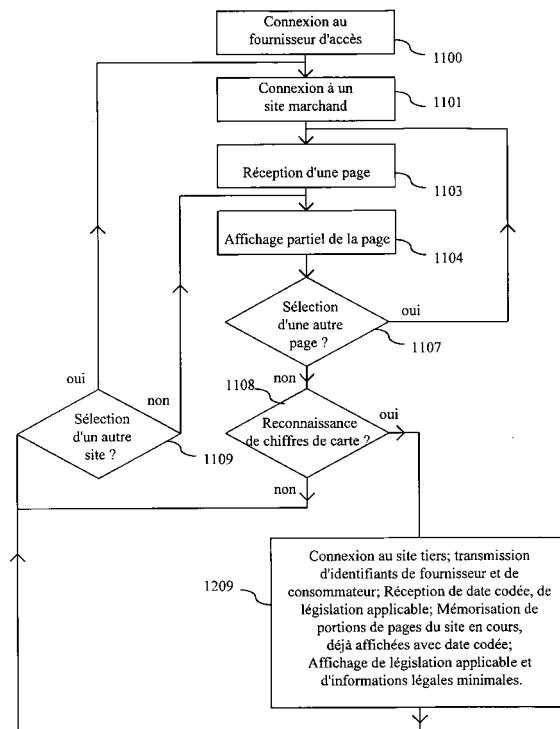 Connexion au
fournisseur d'accès
1100
Connexion à un
site marchand
1101
Réception d'une page
1103
Affichage partiel de la page
1104
Sélection
d'une autre
page ?
oui
1107
non
1108
Reconnaissance
de chiffres de carte ?
oui
non
oui
non
Sélection
d'un autre
site ?
1109
1209
Connexion au site tiers; transmission
d'identifiants de fournisseur et de
consommateur; Réception de date codée, de
législation applicable; Mémorisation de
portions de pages du site en cours,
déjà affichées avec date codée;
Affichage de législation applicable et
d'informations légales minimales.